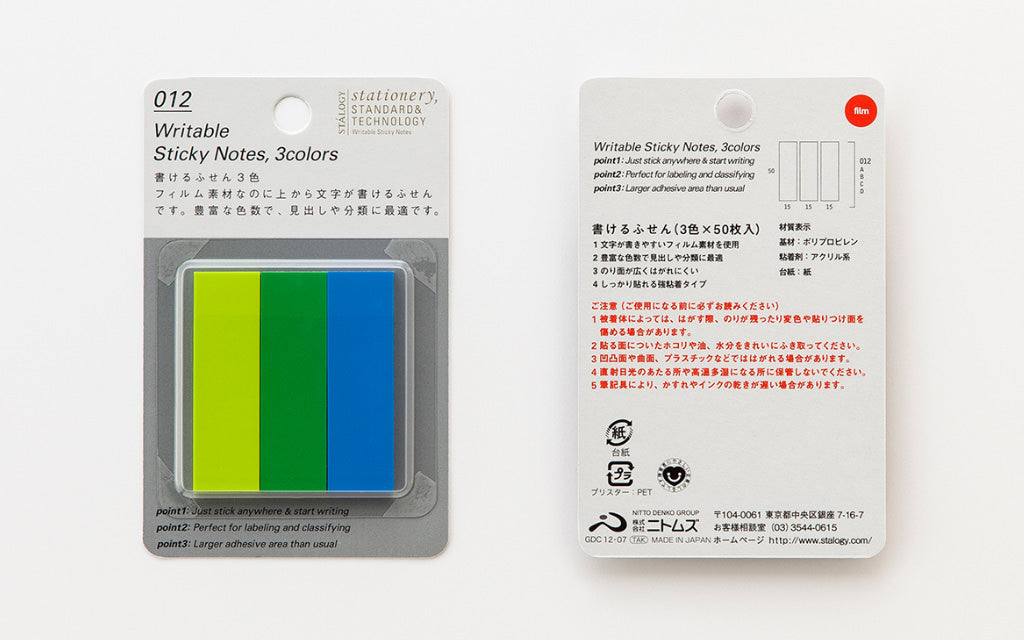 012
STÁLOGY
stationery,
STANDARD&
TECHNOLOGY
Writable Sticky Notes
Writable
Sticky Notes, 3colors
書けるふせん3色
フィルム素材なのに上から文字が書けるふせん
です。豊富な色数で、見出しや分類に最適です。
point1: Just stick anywhere & start writing
point2: Perfect for labeling and classifying
point3: Larger adhesive area than usual
film
Writable Sticky Notes, 3colors
point1: Just stick anywhere & start writing
point2: Perfect for labeling and classifying
point3: Larger adhesive area than usual
50
15 15 15
012
A
B
C
D
書けるふせん(3色×50枚入)
1 文字が書きやすいフィルム素材を使用
2 豊富な色数で見出しや分類に最適
3 のり面が広くはがれにくい
4 しっかり貼れる強粘着タイプ
材質表示
基材:ポリプロピレン
粘着剤:アクリル系
台紙:紙
ご注意(ご使用になる前に必ずお読みください)
1 被着体によっては、はがす際、のりが残ったり変色や貼りつけ面を
傷める場合があります。
2 貼る面についたホコリや油、水分をきれいにふき取ってください。
3 凹凸面や曲面、プラスチックなどでははがれる場合があります。
4 直射日光のあたる所や高温多湿になる所に保管しないでください。
5 筆記具により、かすれやインクの乾きが遅い場合があります。
紙
台紙
プラ
ブリスター:PET
NITTO DENKO GROUP
株式会社 ニトムズ
〒104-0061 東京都中央区銀座 7-16-7
お客様相談室 (03) 3544-0615
GDC 12-07 TAK MADE IN JAPAN ホームページ http://www.stalogy.com/